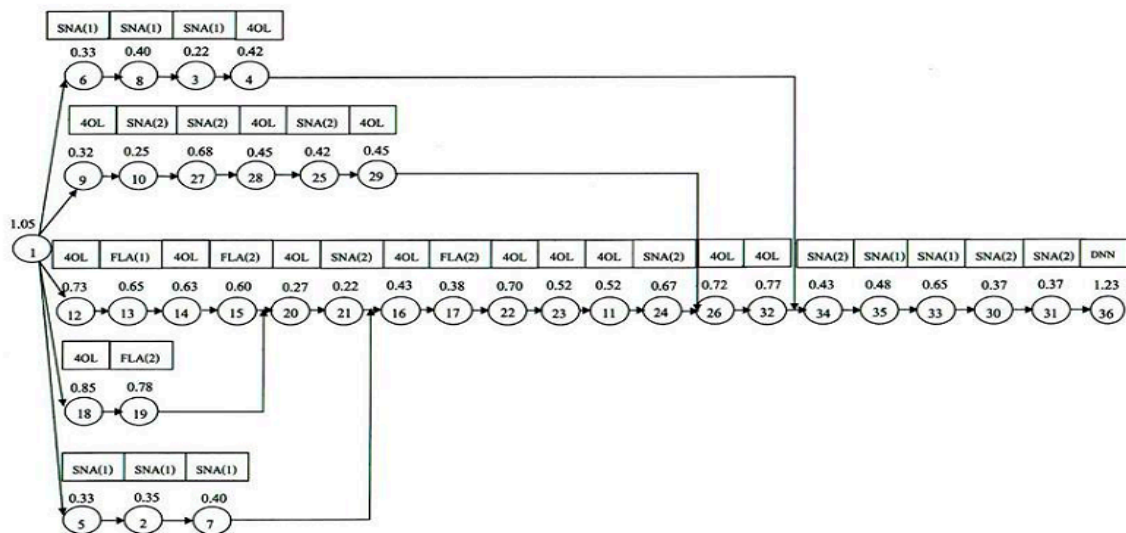 SNA(1) SNA(1) SNA(1) 4OL
0.33 0.40 0.22 0.42
6 8 3 4
4OL SNA(2) SNA(2) 4OL SNA(2) 4OL
0.32 0.25 0.68 0.45 0.42 0.45
9 10 27 28 25 29
1.05
1
4OL FLA(1) 4OL FLA(2) 4OL SNA(2) 4OL FLA(2) 4OL 4OL 4OL SNA(2) 4OL 4OL SNA(2) SNA(1) SNA(1) SNA(2) SNA(2) DNN
0.73 0.65 0.63 0.60 0.27 0.22 0.43 0.38 0.70 0.52 0.52 0.67 0.72 0.77 0.43 0.48 0.65 0.37 0.37 1.23
12 13 14 15 20 21 16 17 22 23 11 24 26 32 34 35 33 30 31 36
4OL FLA(2)
0.85 0.78
18 19
SNA(1) SNA(1) SNA(1)
0.33 0.35 0.40
5 2 7